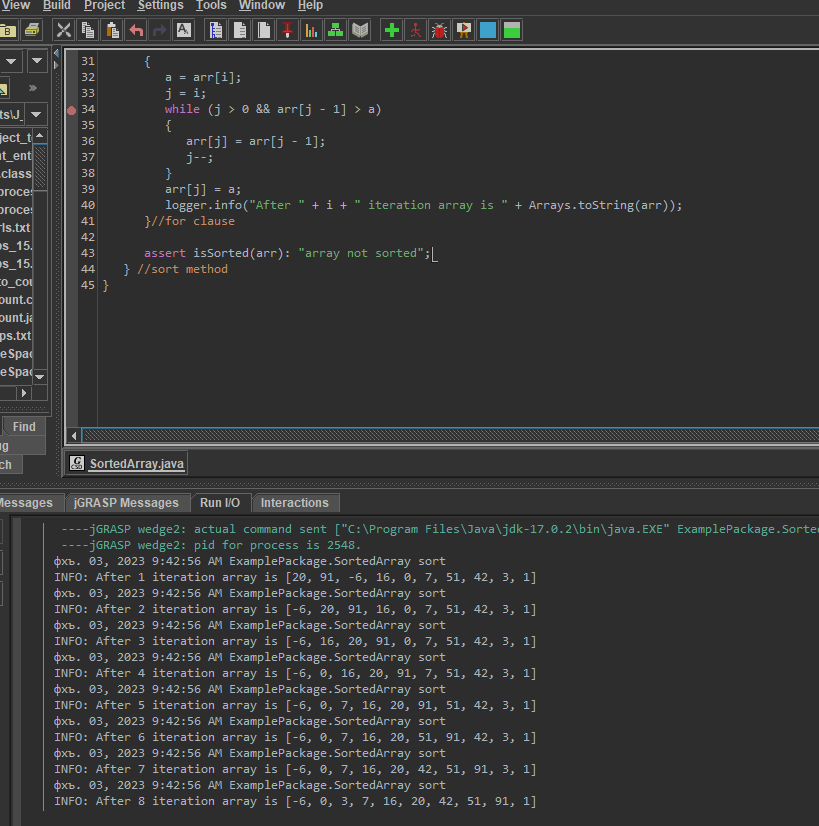 View Build Project Settings Tools Window Help
31 {
32 a = arr[i];
33 j = i;
34 while (j > 0 && arr[j - 1] > a)
35 {
36 arr[j] = arr[j - 1];
37 j--;
38 }
39 arr[j] = a;
40 logger.info("After " + i + " iteration array is " + Arrays.toString(arr));
41 }//for clause
42
43 assert isSorted(arr): "array not sorted";
44 } //sort method
45 }
ts\J_
ject_t
nt_ent
.class
proces
proces
rls.txt
os_15.
os_15.
to_cou
ount.c
ount.ja
ps.txt
eSpac
eSpac
Find
ug
ch
SortedArray.java
Messages jGRASP Messages Run I/O Interactions
----jGRASP wedge2: actual command sent ["C:\Program Files\Java\jdk-17.0.2\bin\java.EXE" ExamplePackage.Sorted
----jGRASP wedge2: pid for process is 2548.
фхъ. 03, 2023 9:42:56 AM ExamplePackage.SortedArray sort
INFO: After 1 iteration array is [20, 91, -6, 16, 0, 7, 51, 42, 3, 1]
фхъ. 03, 2023 9:42:56 AM ExamplePackage.SortedArray sort
INFO: After 2 iteration array is [-6, 20, 91, 16, 0, 7, 51, 42, 3, 1]
фхъ. 03, 2023 9:42:56 AM ExamplePackage.SortedArray sort
INFO: After 3 iteration array is [-6, 16, 20, 91, 0, 7, 51, 42, 3, 1]
фхъ. 03, 2023 9:42:56 AM ExamplePackage.SortedArray sort
INFO: After 4 iteration array is [-6, 0, 16, 20, 91, 7, 51, 42, 3, 1]
фхъ. 03, 2023 9:42:56 AM ExamplePackage.SortedArray sort
INFO: After 5 iteration array is [-6, 0, 7, 16, 20, 91, 51, 42, 3, 1]
фхъ. 03, 2023 9:42:56 AM ExamplePackage.SortedArray sort
INFO: After 6 iteration array is [-6, 0, 7, 16, 20, 51, 91, 42, 3, 1]
фхъ. 03, 2023 9:42:56 AM ExamplePackage.SortedArray sort
INFO: After 7 iteration array is [-6, 0, 7, 16, 20, 42, 51, 91, 3, 1]
фхъ. 03, 2023 9:42:56 AM ExamplePackage.SortedArray sort
INFO: After 8 iteration array is [-6, 0, 3, 7, 16, 20, 42, 51, 91, 1]